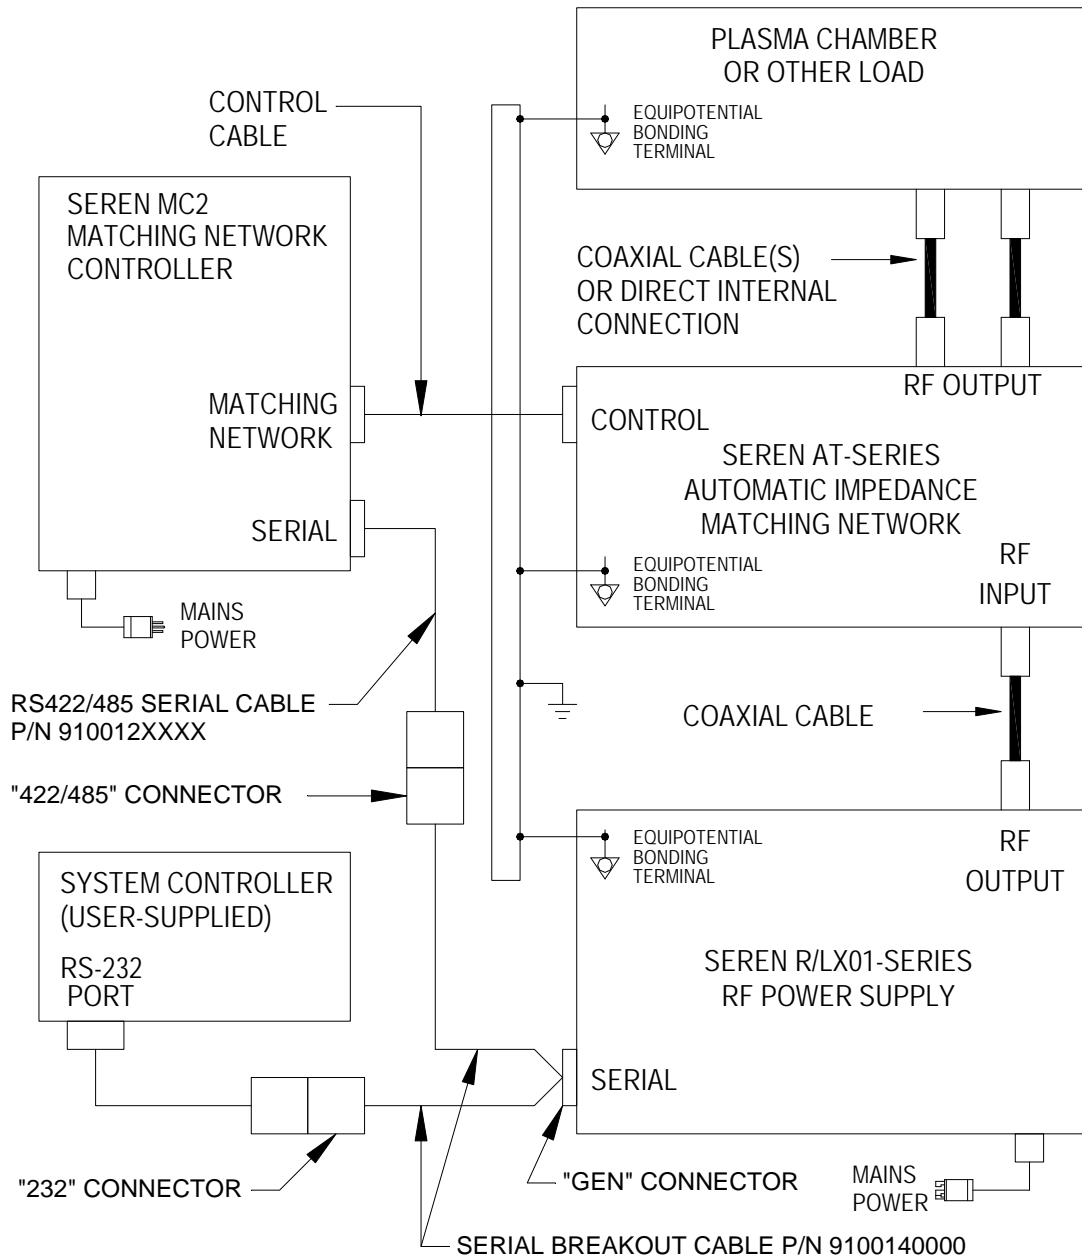 PLASMA CHAMBER
OR OTHER LOAD
EQUIPOTENTIAL
BONDING
TERMINAL
CONTROL
CABLE
SEREN MC2
MATCHING NETWORK
CONTROLLER
COAXIAL CABLE(S)
OR DIRECT INTERNAL
CONNECTION
RF OUTPUT
MATCHING
NETWORK
CONTROL
SEREN AT-SERIES
AUTOMATIC IMPEDANCE
MATCHING NETWORK
SERIAL
EQUIPOTENTIAL
BONDING
TERMINAL
RF
INPUT
MAINS
POWER
RS422/485 SERIAL CABLE
P/N 910012XXXX
COAXIAL CABLE
"422/485" CONNECTOR
EQUIPOTENTIAL
BONDING
TERMINAL
RF
OUTPUT
SYSTEM CONTROLLER
(USER-SUPPLIED)
RS-232
PORT
SEREN R/LX01-SERIES
RF POWER SUPPLY
SERIAL
"232" CONNECTOR
"GEN" CONNECTOR
MAINS
POWER
SERIAL BREAKOUT CABLE P/N 9100140000